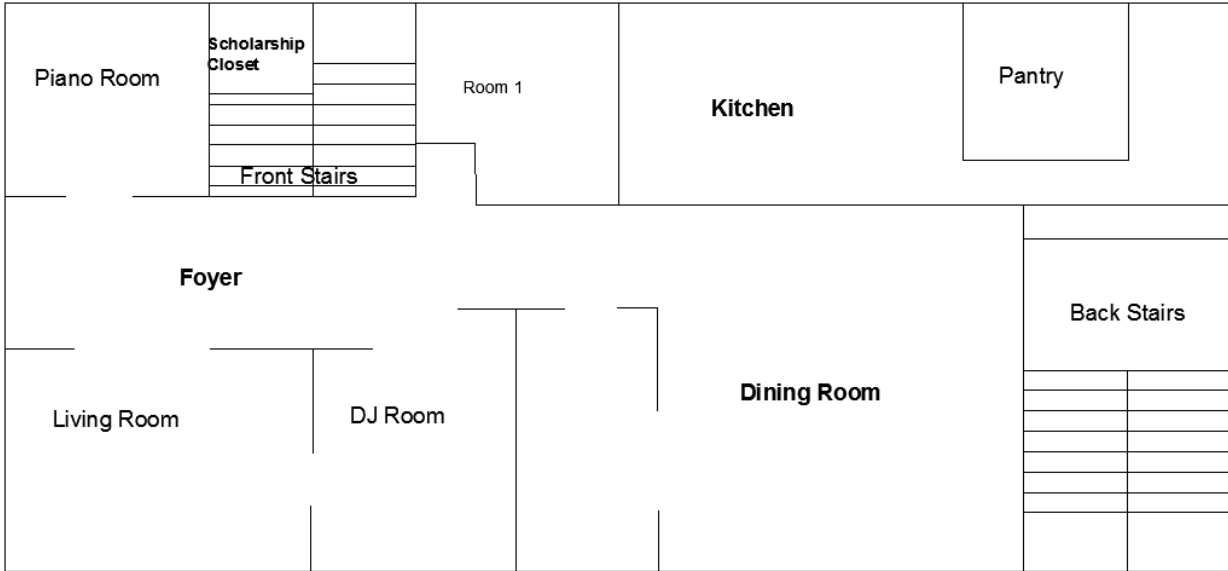 Scholarship
Closet
Piano Room
Room 1
Kitchen
Pantry
Front Stairs
Foyer
Back Stairs
Dining Room
Living Room
DJ Room